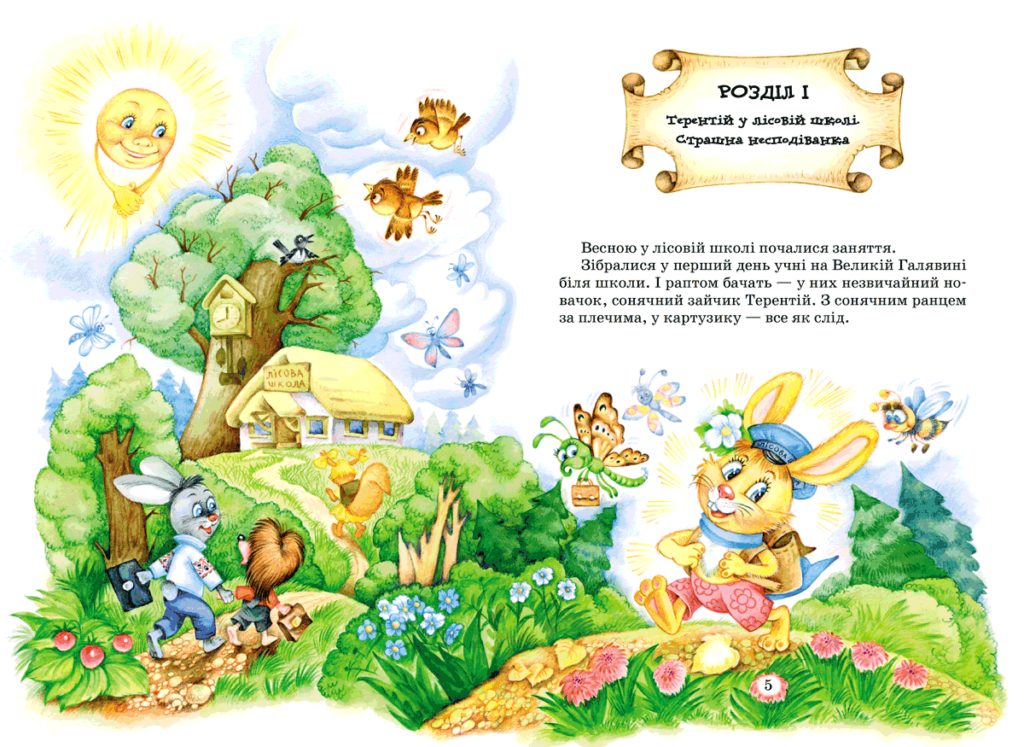 РОЗДІЛ І
Терентій у лісовій школі.
Страшна несподіванка
Весною у лісовій школі почалися заняття.
Зібралися у перший день учні на Великій Галявині
біля школи. І раптом бачать — у них незвичайний но-
вачок, сонячний зайчик Терентій. З сонячним ранцем
за плечима, у картузику — все як слід.
ЛІСОВА
ШКОЛА
ЛІСОВА
5